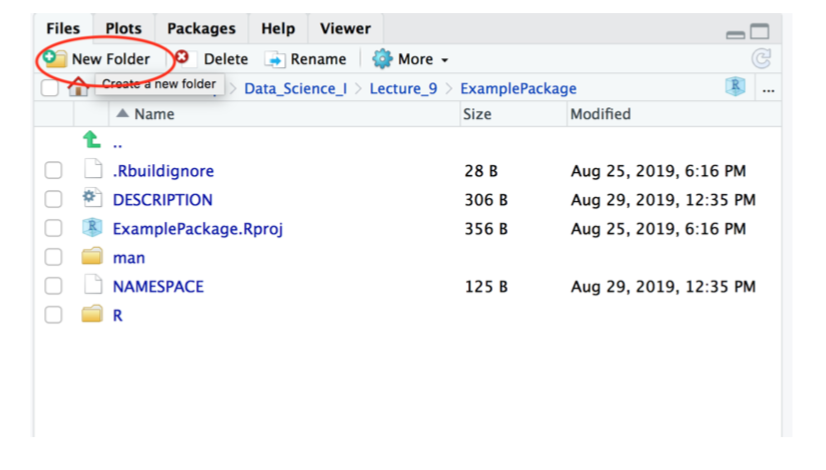 Files Plots Packages Help Viewer
New Folder Delete Rename More
Create a new folder > Data_Science_I > Lecture_9 > ExamplePackage R ...
Name Size Modified
..
.Rbuildignore 28 B Aug 25, 2019, 6:16 PM
DESCRIPTION 306 B Aug 29, 2019, 12:35 PM
R ExamplePackage.Rproj 356 B Aug 25, 2019, 6:16 PM
man
NAMESPACE 125 B Aug 29, 2019, 12:35 PM
R